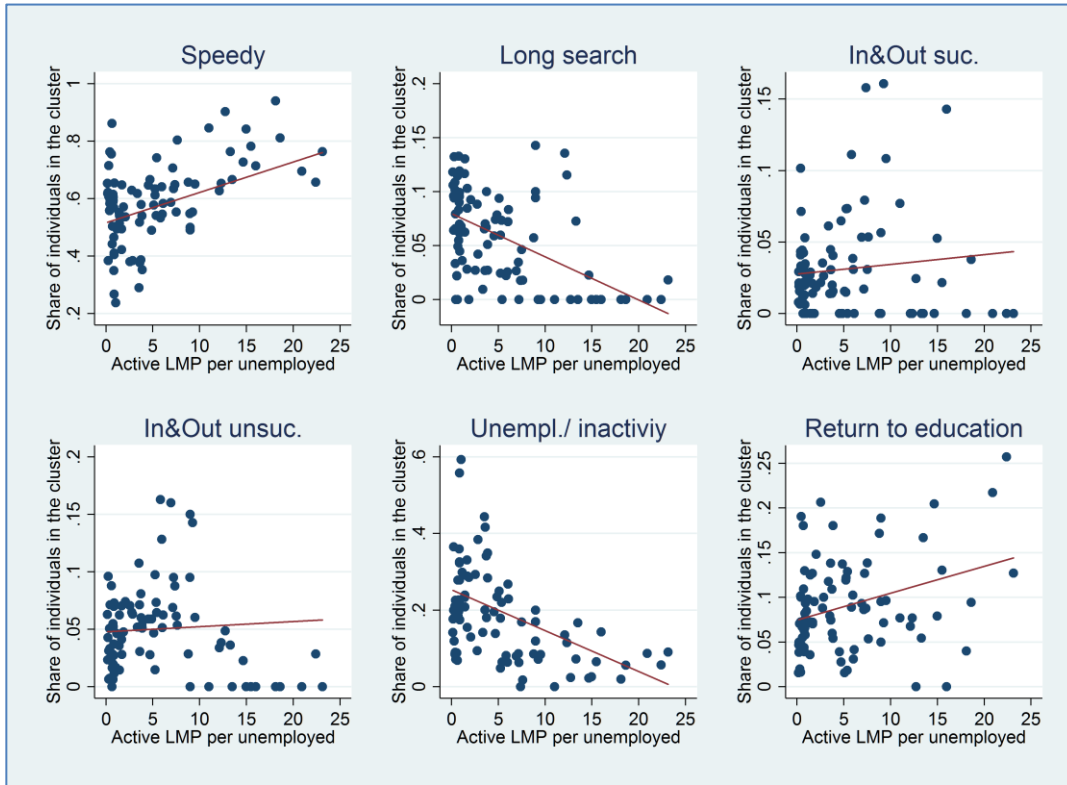 Speedy
Share of individuals in the cluster
1
.8
.6
.4
.2
0 5 10 15 20 25
Active LMP per unemployed
Long search
Share of individuals in the cluster
.2
.15
.1
.05
0
0 5 10 15 20 25
Active LMP per unemployed
In&Out suc.
Share of individuals in the cluster
.15
.1
.05
0
0 5 10 15 20 25
Active LMP per unemployed
In&Out unsuc.
Share of individuals in the cluster
.2
.15
.1
.05
0
0 5 10 15 20 25
Active LMP per unemployed
Unempl./ inactiviy
Share of individuals in the cluster
.6
.4
.2
0
0 5 10 15 20 25
Active LMP per unemployed
Return to education
Share of individuals in the cluster
.25
.2
.15
.1
.05
0
0 5 10 15 20 25
Active LMP per unemployed